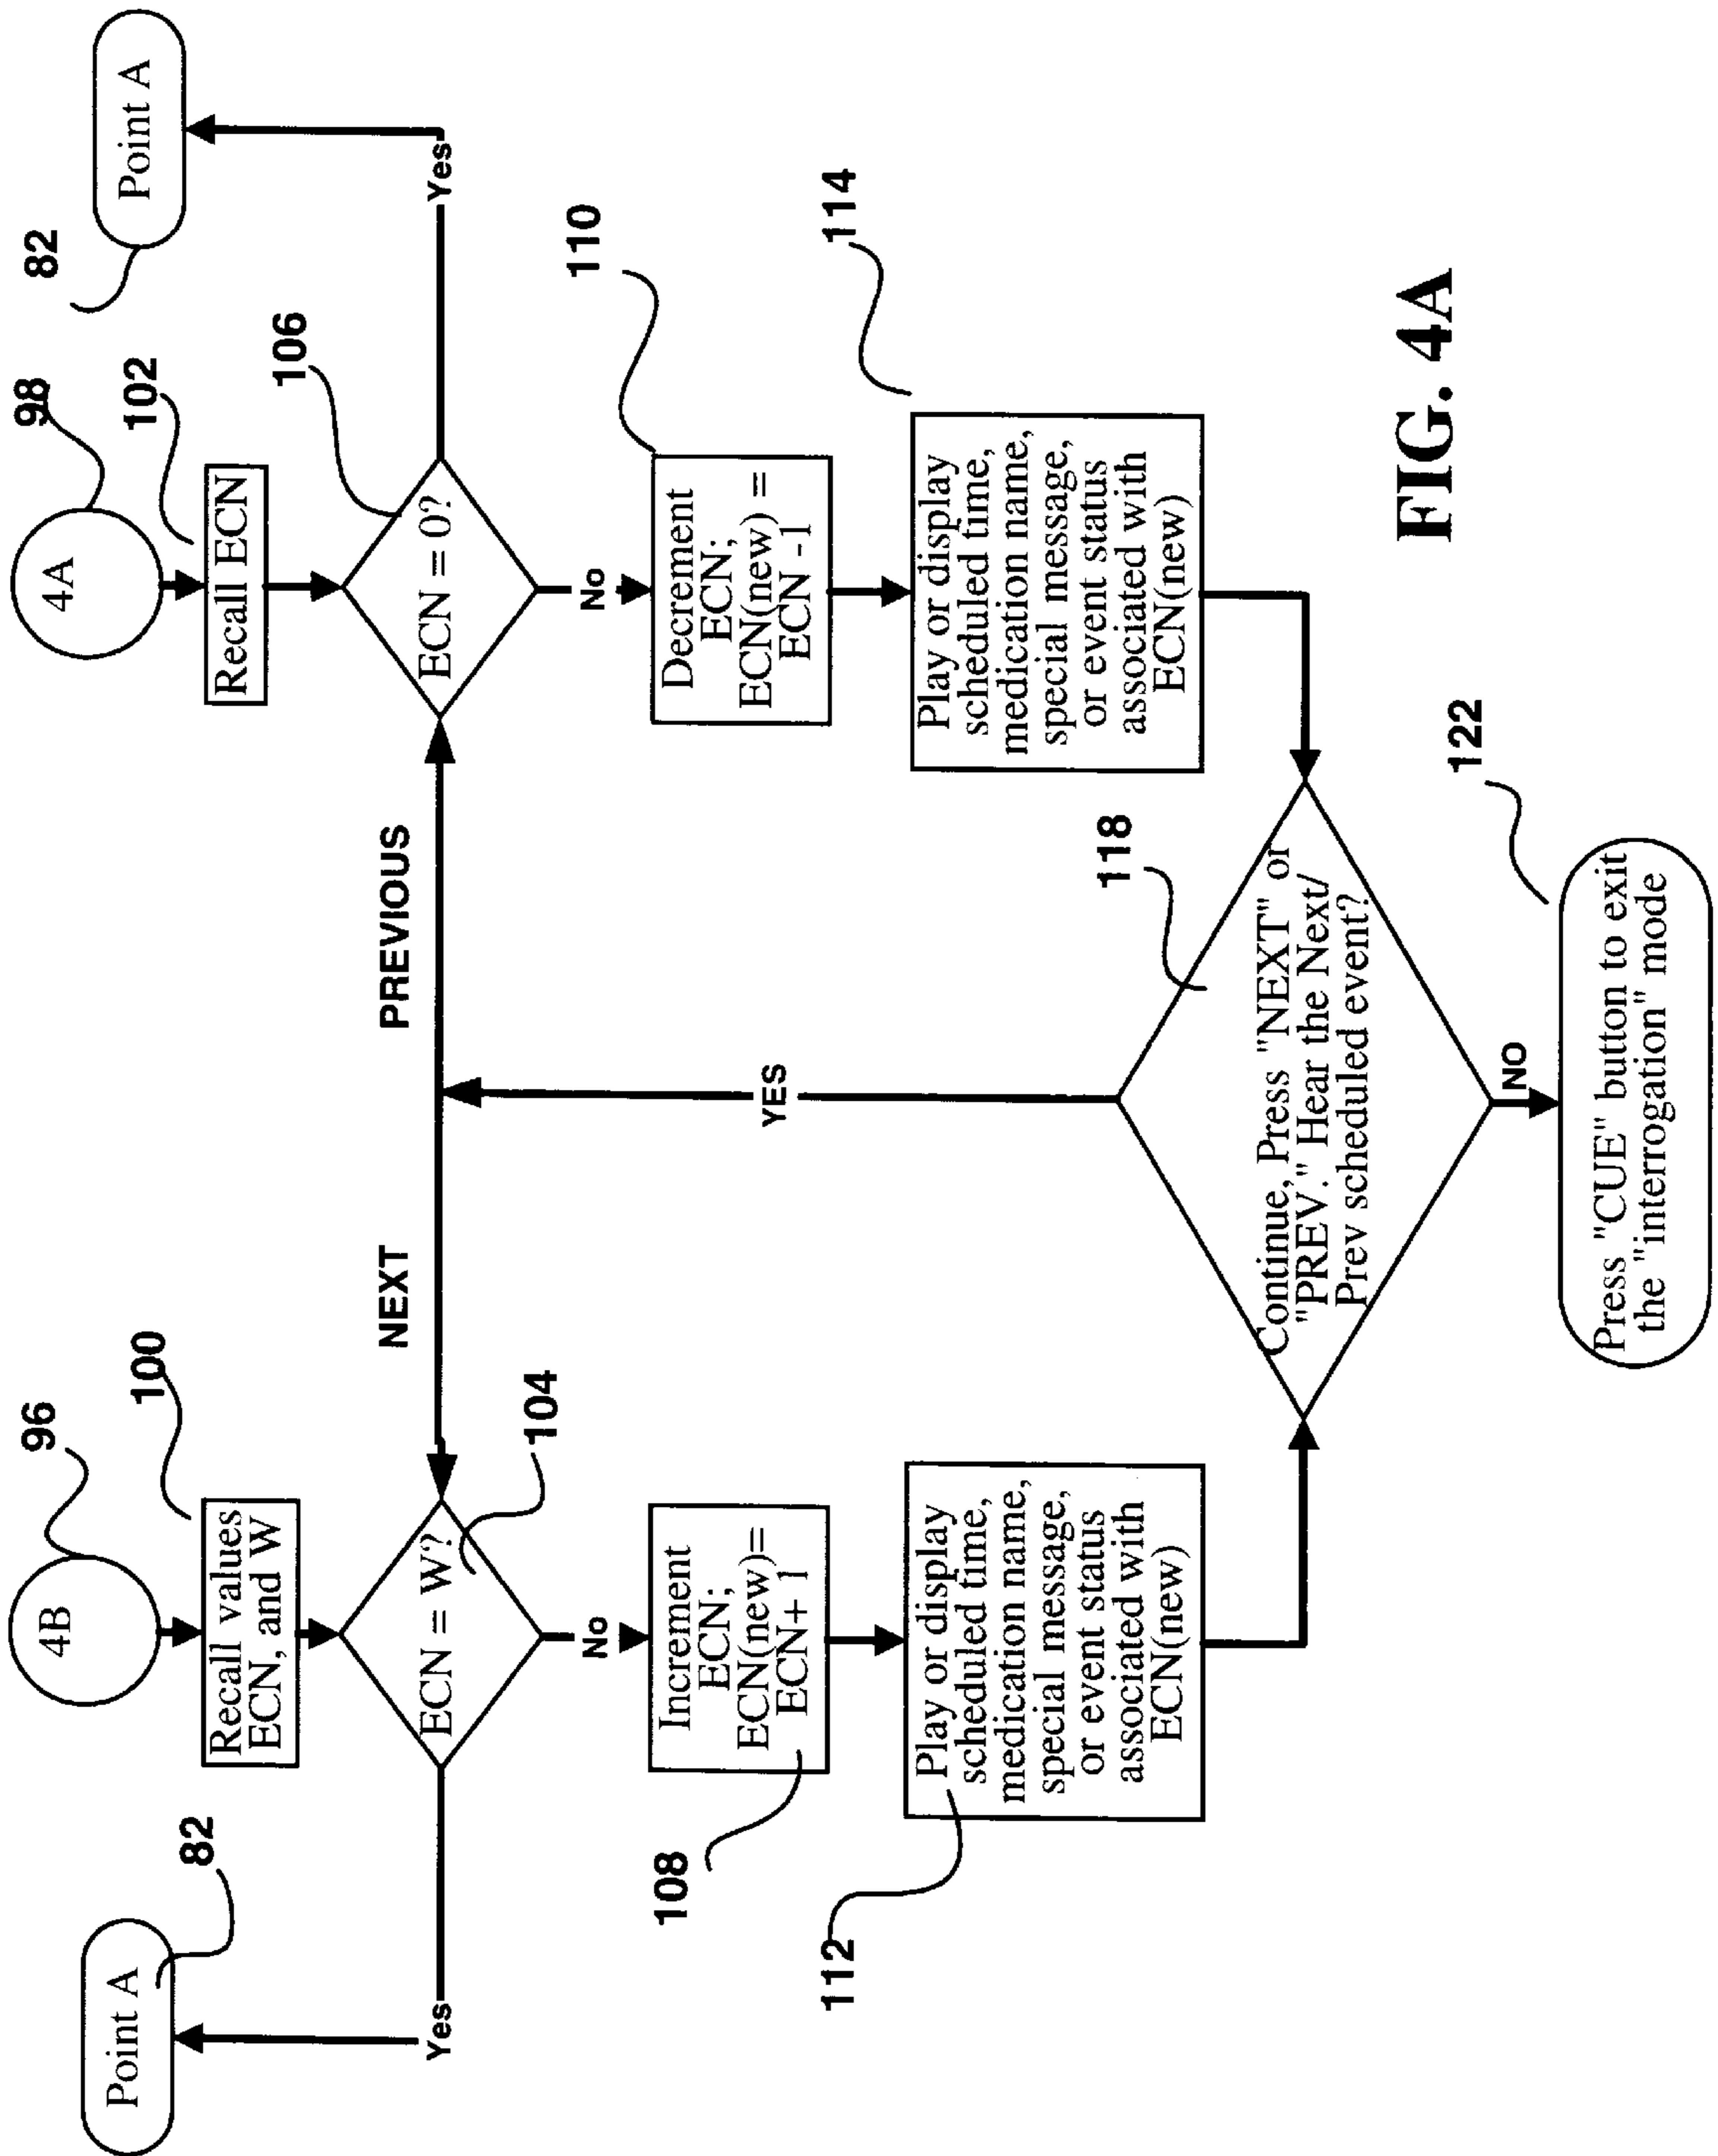 Point A
82
Yes
96
4B
100
Recall values
ECN, and W
ECN = W?
104
No
108
Increment
ECN;
ECN(new)=
ECN+ 1
112
Play or display
scheduled time,
medication name,
special message,
or event status
associated with
ECN(new)
NEXT
PREVIOUS
YES
98
4A
102
Recall ECN
106
ECN = 0?
82
Point A
Yes
No
110
Decrement
ECN;
ECN(new) =
ECN -1
114
Play or display
scheduled time,
medication name,
special message,
or event status
associated with
ECN(new)
118
Continue, Press "NEXT" or
"PREV." Hear the Next/
Prev scheduled event?
NO
122
Press "CUE" button to exit
the "interrogation" mode
FIG. 4A